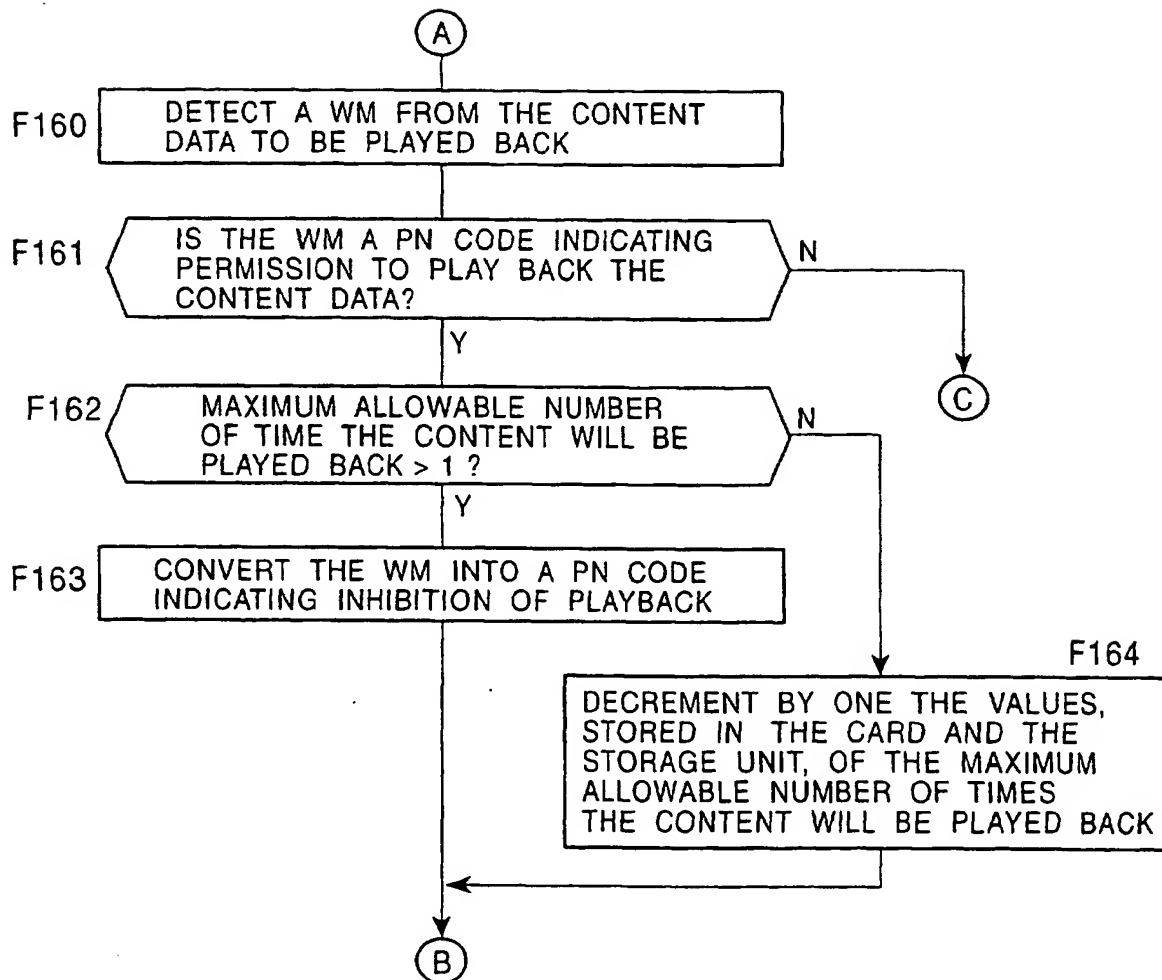 A
F160
DETECT A WM FROM THE CONTENT
DATA TO BE PLAYED BACK
F161
IS THE WM A PN CODE INDICATING
PERMISSION TO PLAY BACK THE
CONTENT DATA?
N
Y
C
F162
MAXIMUM ALLOWABLE NUMBER
OF TIME THE CONTENT WILL BE
PLAYED BACK > 1 ?
N
Y
F163
CONVERT THE WM INTO A PN CODE
INDICATING INHIBITION OF PLAYBACK
F164
DECREMENT BY ONE THE VALUES,
STORED IN THE CARD AND THE
STORAGE UNIT, OF THE MAXIMUM
ALLOWABLE NUMBER OF TIMES
THE CONTENT WILL BE PLAYED BACK
B